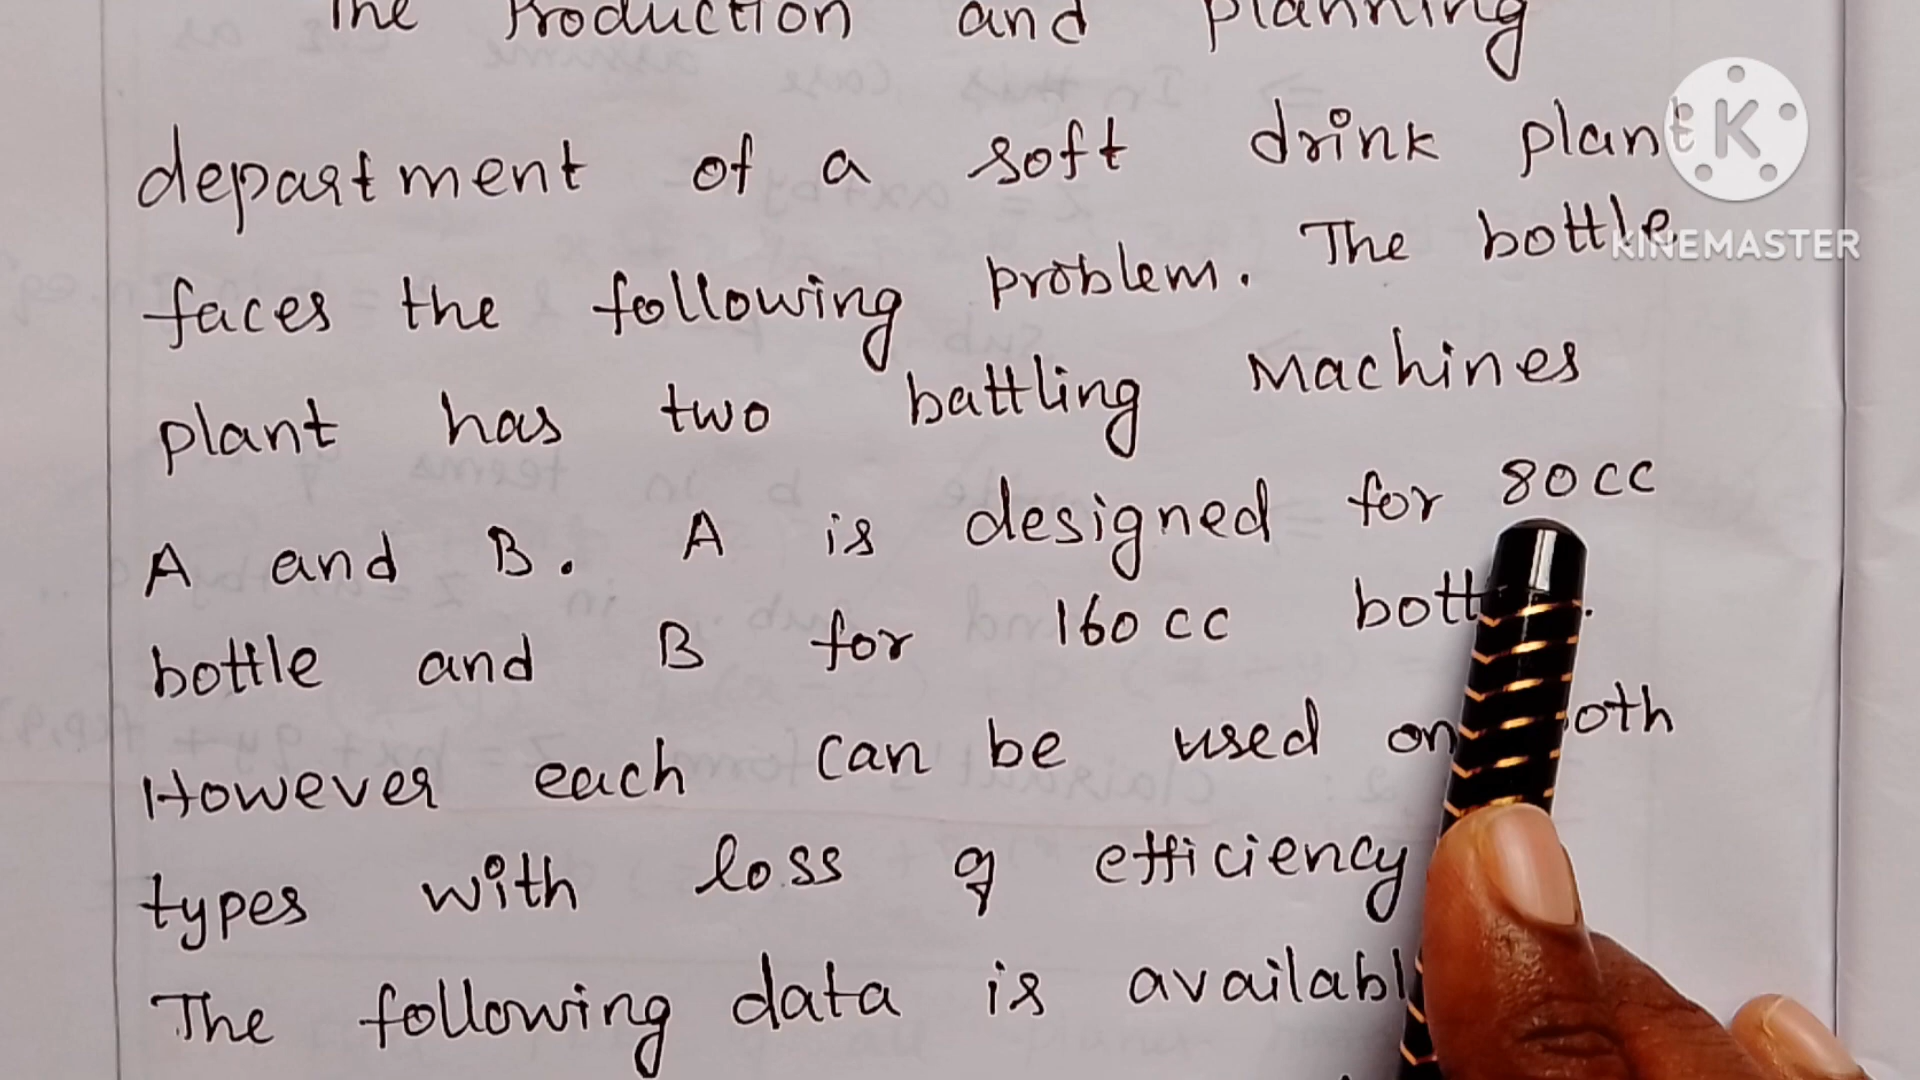 The Production and planning
department of a soft drink plant
KINEMASTER
faces the following problem. The bottle
plant has two battling Machines
A and B. A is designed for 80cc
bottle and B for 160cc
However each can be used on both
types with loss of efficiency
The following data is